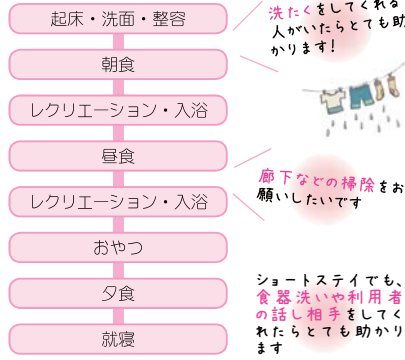 起床・洗面・整容
朝食
レクリエーション・入浴
昼食
レクリエーション・入浴
おやつ
夕食
就寝
洗たくをしてくれる
人がいたらとても助
かります!
廊下などの掃除をお
願いしたいです
ショートステイでも、
食器洗いや利用者
の話し相手をしてく
れたらとても助かり
ます